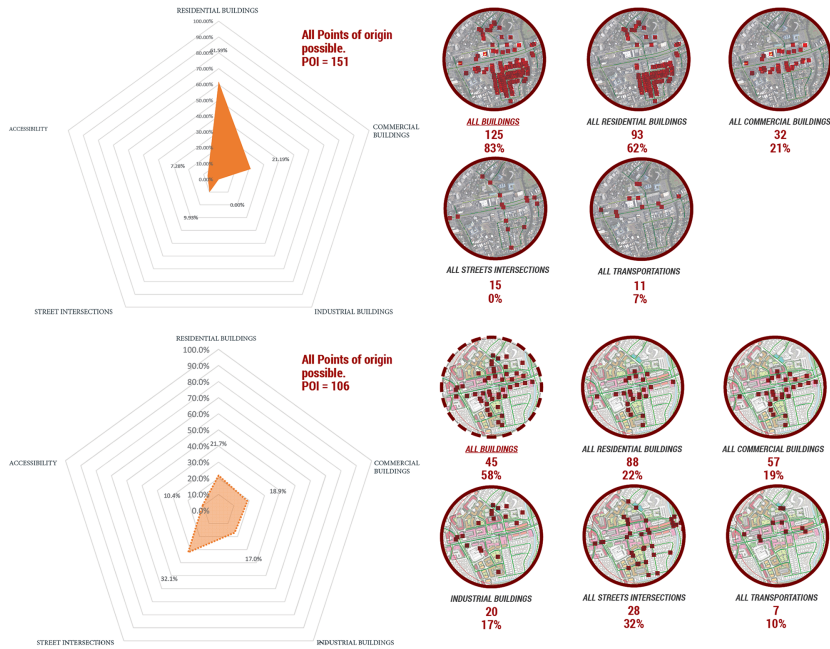 RESIDENTIAL BUILDINGS
100.00%
90.00%
61.59%
80.00%
70.00%
60.00%
50.00%
40.00%
30.00%
20.00%
10.00%
0.00%
All Points of origin
possible.
POI = 151
ACCESSIBILITY
COMMERCIAL
BUILDINGS
7.28%
21.19%
0.00%
9.93%
STREET INTERSECTIONS
INDUSTRIAL BUILDINGS
ALL BUILDINGS
125
83%
ALL RESIDENTIAL BUILDINGS
93
62%
ALL COMMERCIAL BUILDINGS
32
21%
ALL STREETS INTERSECTIONS
15
0%
ALL TRANSPORTATIONS
11
7%
RESIDENTIAL BUILDINGS
100.0%
90.0%
80.0%
70.0%
60.0%
50.0%
40.0%
30.0%
20.0%
10.0%
0.0%
All Points of origin
possible.
POI = 106
ACCESSIBILITY
COMMERCIAL
BUILDINGS
21.7%
10.4%
18.9%
17.0%
32.1%
STREET INTERSECTIONS
INDUSTRIAL BUILDINGS
ALL BUILDINGS
45
58%
ALL RESIDENTIAL BUILDINGS
88
22%
ALL COMMERCIAL BUILDINGS
57
19%
INDUSTRIAL BUILDINGS
20
17%
ALL STREETS INTERSECTIONS
28
32%
ALL TRANSPORTATIONS
7
10%